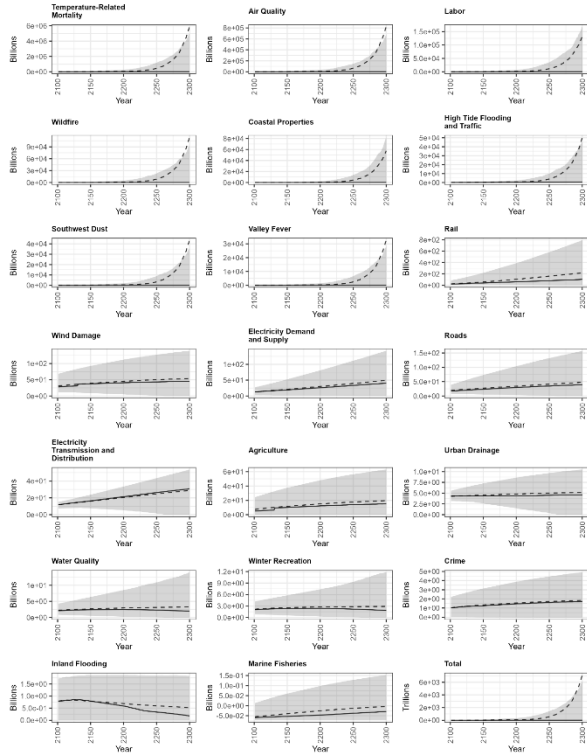 Temperature-Related
Mortality
Air Quality
Labor
Billions
6e+06
4e+06
2e+06
0e+00
2100
2150
2200
2250
2300
Year
Billions
8e+05
6e+05
4e+05
2e+05
0e+00
2100
2150
2200
2250
2300
Year
Billions
1.5e+05
1.0e+05
5.0e+04
0.0e+00
2100
2150
2200
2250
2300
Year
Wildfire
Coastal Properties
High Tide Flooding
and Traffic
Billions
9e+04
6e+04
3e+04
0e+00
2100
2150
2200
2250
2300
Year
Billions
8e+04
6e+04
4e+04
2e+04
0e+00
2100
2150
2200
2250
2300
Year
Billions
5e+04
4e+04
3e+04
2e+04
1e+04
0e+00
2100
2150
2200
2250
2300
Year
Southwest Dust
Valley Fever
Rail
Billions
4e+04
3e+04
2e+04
1e+04
0e+00
2100
2150
2200
2250
2300
Year
Billions
3e+04
2e+04
1e+04
0e+00
2100
2150
2200
2250
2300
Year
Billions
8e+02
6e+02
4e+02
2e+02
0e+00
2100
2150
2200
2250
2300
Year
Wind Damage
Electricity Demand
and Supply
Roads
Billions
1e+02
5e+01
0e+00
2100
2150
2200
2250
2300
Year
Billions
1e+02
5e+01
0e+00
2100
2150
2200
2250
2300
Year
Billions
1.5e+02
1.0e+02
5.0e+01
0.0e+00
2100
2150
2200
2250
2300
Year
Electricity
Transmission and
Distribution
Agriculture
Urban Drainage
Billions
4e+01
2e+01
0e+00
2100
2150
2200
2250
2300
Year
Billions
6e+01
4e+01
2e+01
0e+00
2100
2150
2200
2250
2300
Year
Billions
1.0e+01
7.5e+00
5.0e+00
2.5e+00
0.0e+00
2100
2150
2200
2250
2300
Year
Water Quality
Winter Recreation
Crime
Billions
1e+01
5e+00
0e+00
2100
2150
2200
2250
2300
Year
Billions
1.2e+01
9.0e+00
6.0e+00
3.0e+00
0.0e+00
2100
2150
2200
2250
2300
Year
Billions
5e+00
4e+00
3e+00
2e+00
1e+00
0e+00
2100
2150
2200
2250
2300
Year
Inland Flooding
Marine Fisheries
Total
Billions
1.5e+00
1.0e+00
5.0e-01
0.0e+00
2100
2150
2200
2250
2300
Year
Billions
1.5e-01
1.0e-01
5.0e-02
0.0e+00
-5.0e-02
2100
2150
2200
2250
2300
Year
Trillions
6e+03
4e+03
2e+03
0e+00
2100
2150
2200
2250
2300
Year